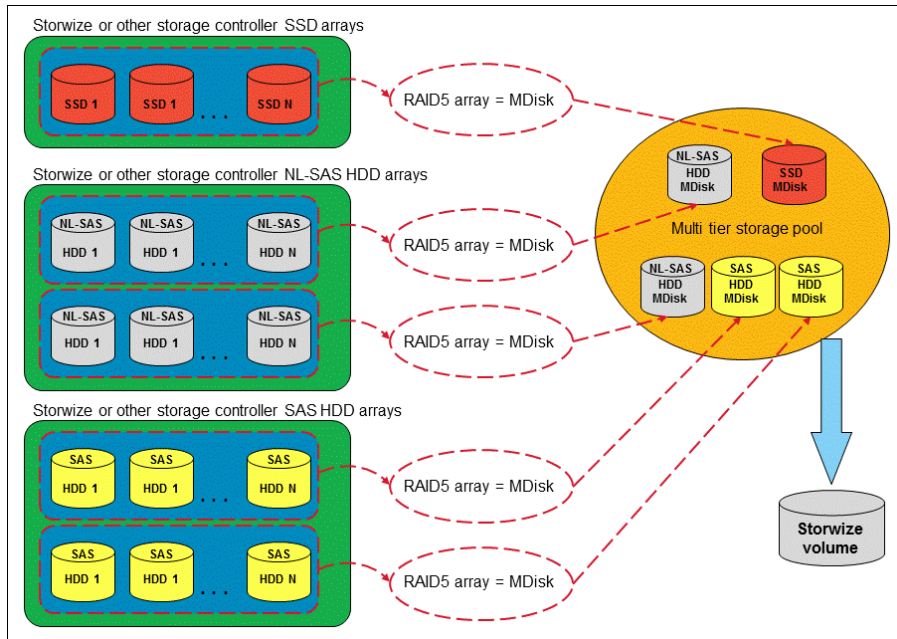 Storwize or other storage controller SSD arrays
SSD 1
SSD 1
. . .
SSD N
RAID5 array = MDisk
Storwize or other storage controller NL-SAS HDD arrays
NL-SAS
HDD 1
NL-SAS
HDD 1
. . .
NL-SAS
HDD N
RAID5 array = MDisk
NL-SAS
HDD 1
NL-SAS
HDD 1
. . .
NL-SAS
HDD N
RAID5 array = MDisk
Storwize or other storage controller SAS HDD arrays
SAS
HDD 1
SAS
HDD 1
. . .
SAS
HDD N
RAID5 array = MDisk
SAS
HDD 1
SAS
HDD 1
. . .
SAS
HDD N
RAID5 array = MDisk
NL-SAS
HDD
MDisk
SSD
MDisk
Multi tier storage pool
NL-SAS
HDD
MDisk
SAS
HDD
MDisk
SAS
HDD
MDisk
Storwize
volume